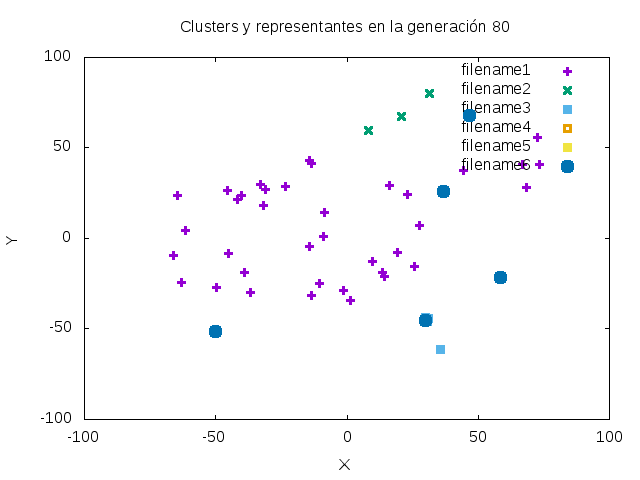 Clusters y representantes en la generación 80
filename1
filename2
filename3
filename4
filename5
filename6
100
50
0
-50
-100
Y
-100
-50
0
50
100
X